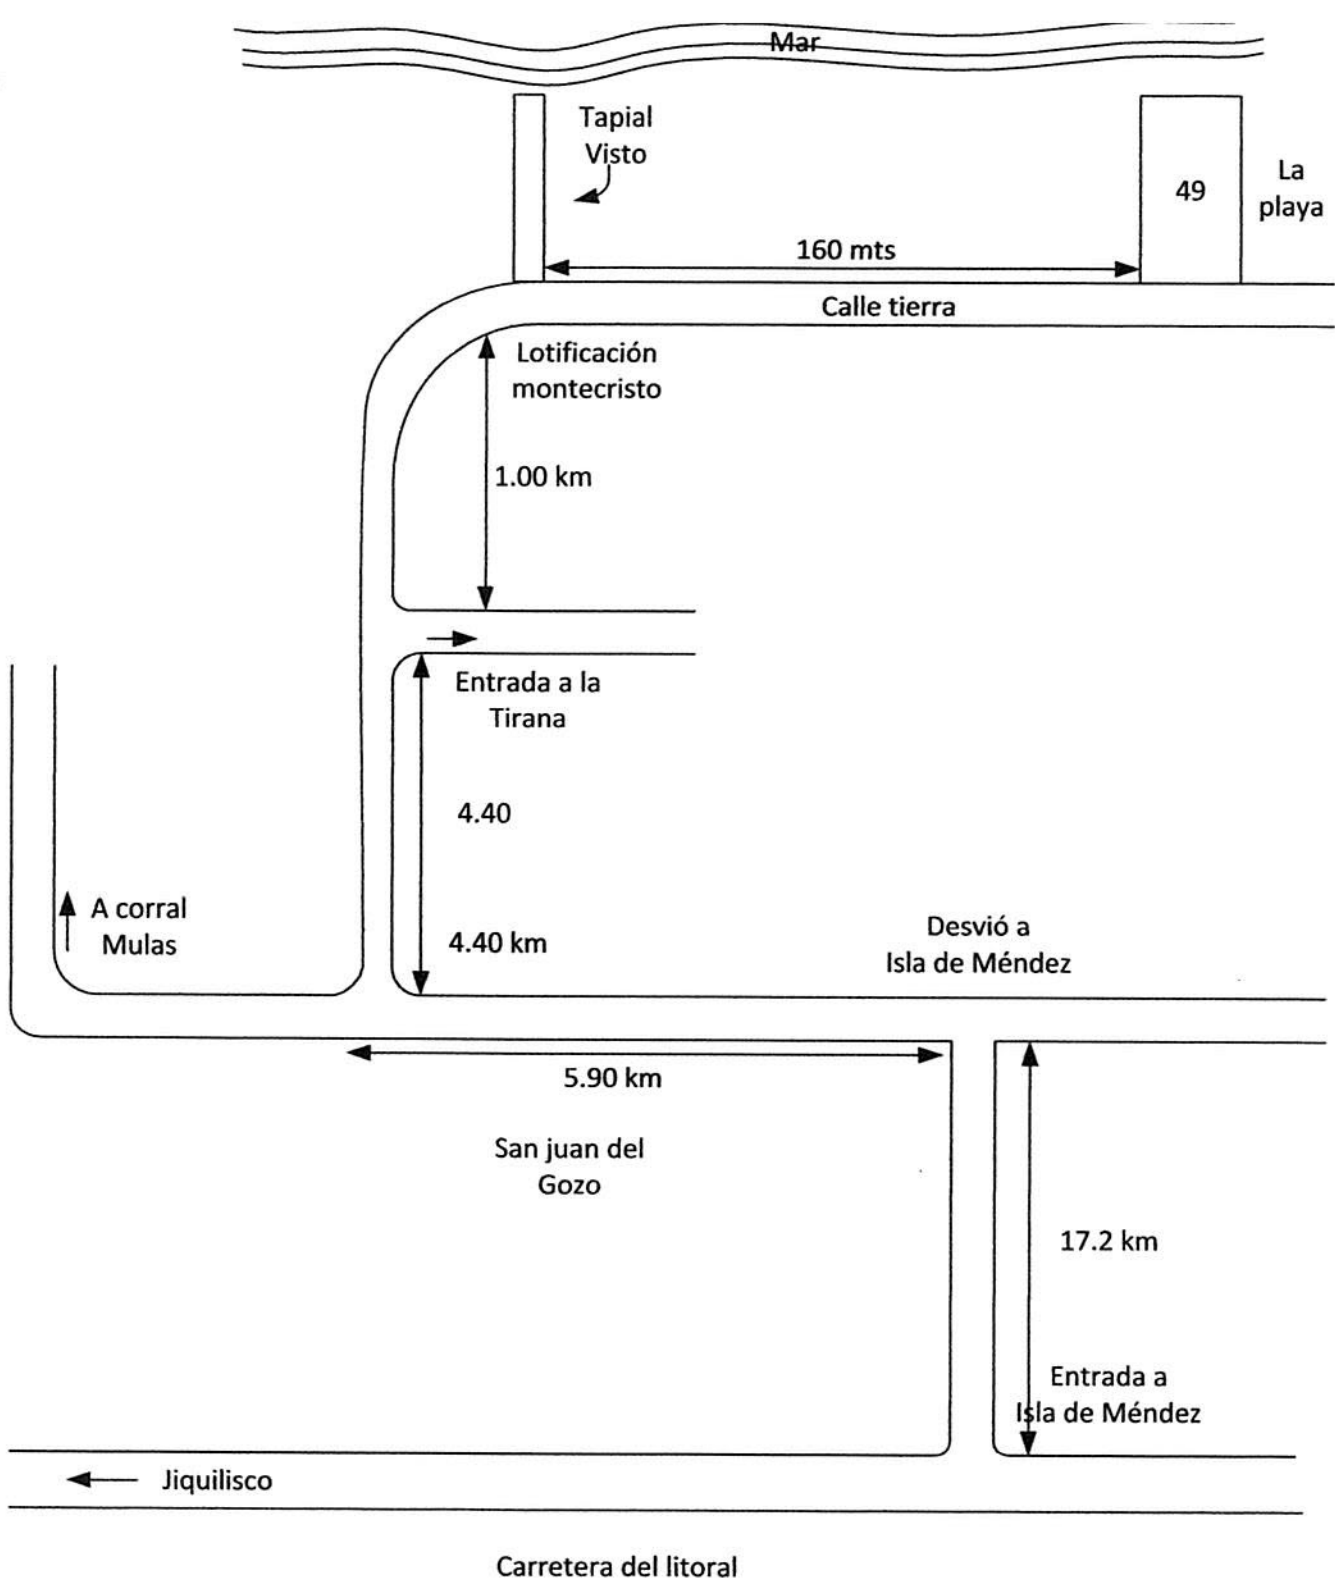 Mar
Tapial
Visto
49
La
playa
160 mts
Calle tierra
Lotificación
montecristo
1.00 km
Entrada a la
Tirana
4.40
A corral
Mulas
4.40 km
Desvió a
Isla de Méndez
5.90 km
San juan del
Gozo
17.2 km
Entrada a
Isla de Méndez
Jiquilisco
Carretera del litoral